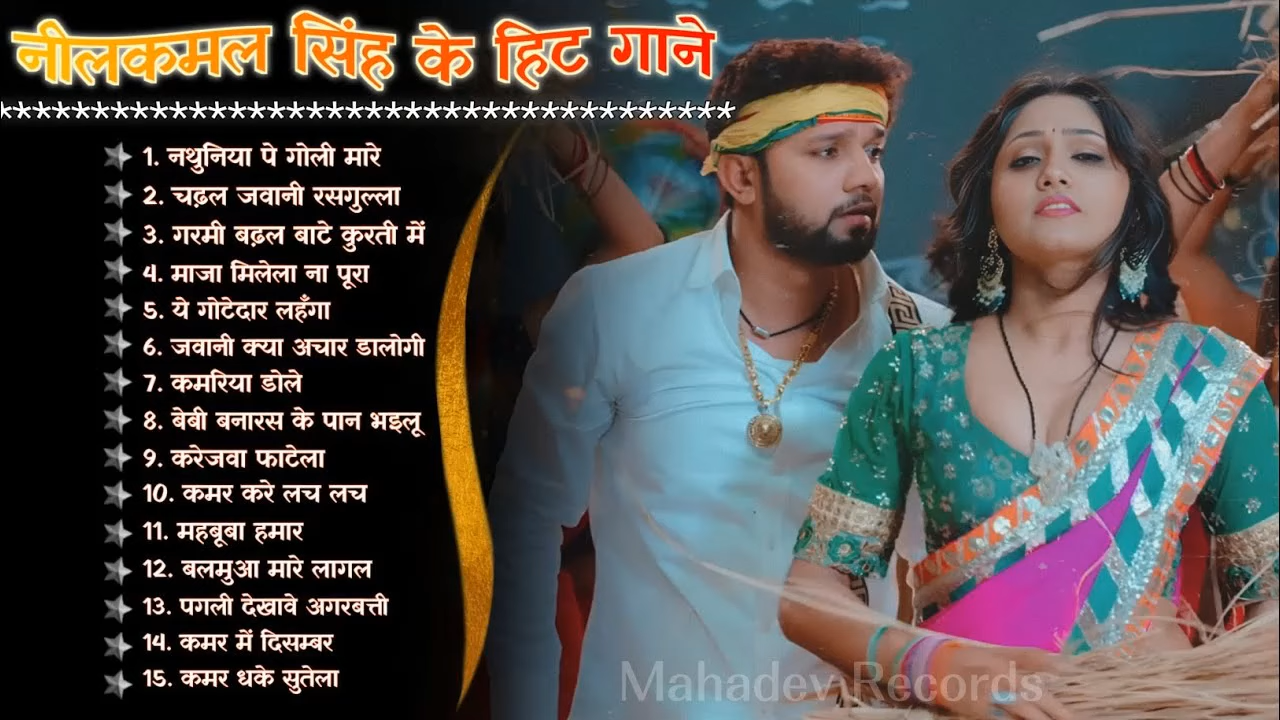 नीलकमल सिंह के हिट गाने
****************************************
1. नथुनिया पे गोली मारे
2. चढ़ल जवानी रसगुल्ला
3. गरमी बढ़ल बाटे कुरती में
4. माजा मिलेला ना पूरा
5. ये गोटेदार लहँगा
6. जवानी क्या अचार डालोगी
7. कमरिया डोले
8. बेबी बनारस के पान भइलू
9. करेजवा फाटेला
10. कमर करे लच लच
11. महबूबा हमार
12. बलमुआ मारे लागल
13. पगली देखावे अगरबत्ती
14. कमर में दिसम्बर
15. कमर धके सुतेला
Mahadev Records